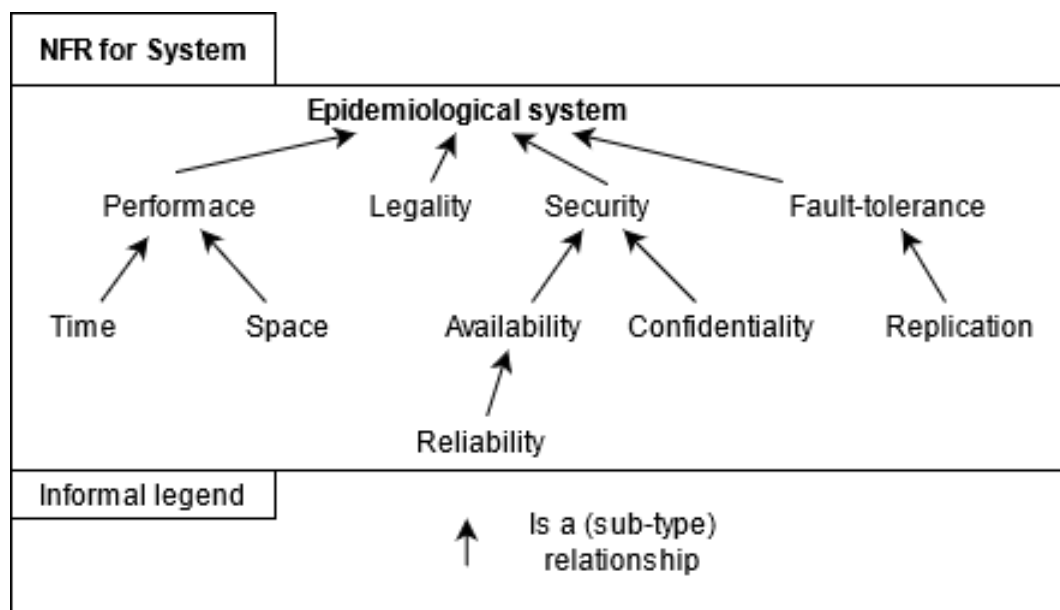 NFR for System
Epidemiological system
Performace Legality Security Fault-tolerance
Time Space Availability Confidentiality Replication
Reliability
Informal legend
Is a (sub-type)
relationship